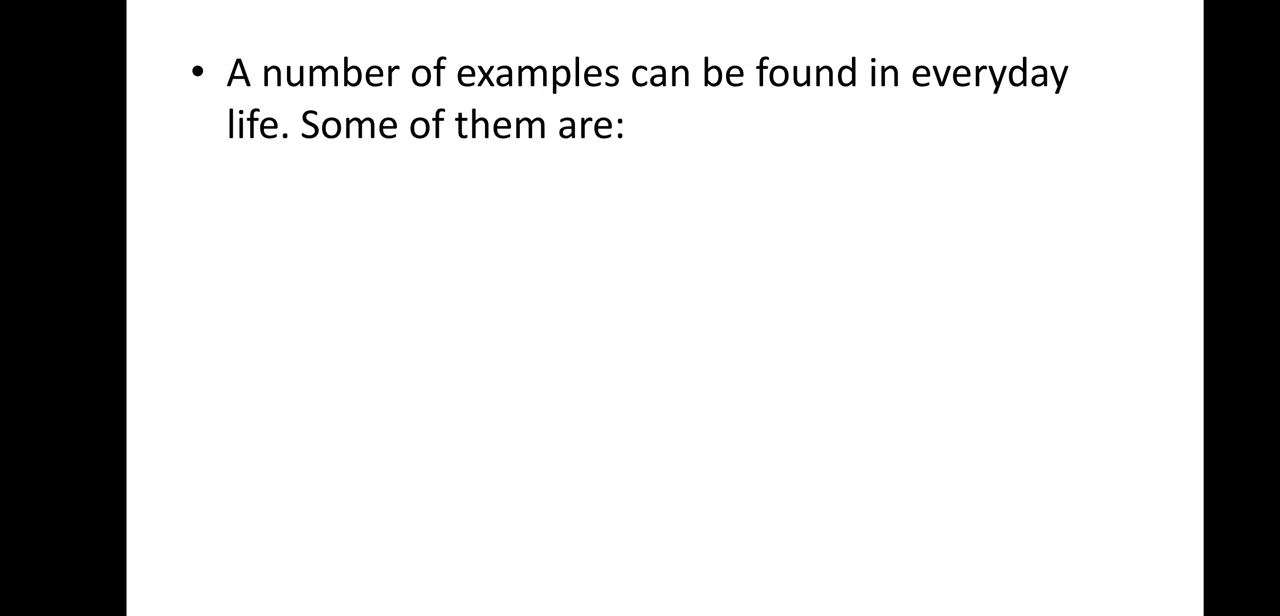 • A number of examples can be found in everyday
life. Some of them are: